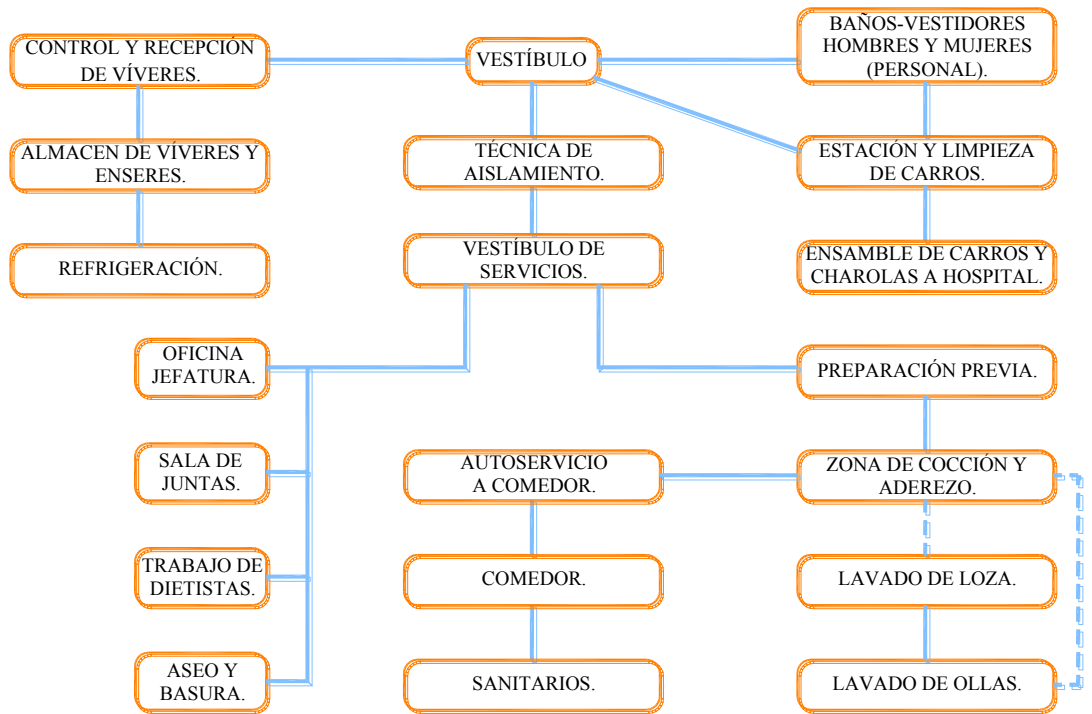 CONTROL Y RECEPCIÓN
DE VÍVERES.
VESTÍBULO
BAÑOS-VESTIDORES
HOMBRES Y MUJERES
(PERSONAL).
ALMACEN DE VÍVERES Y
ENSERES.
TÉCNICA DE
AISLAMIENTO.
ESTACIÓN Y LIMPIEZA
DE CARROS.
REFRIGERACIÓN.
VESTÍBULO DE
SERVICIOS.
ENSAMBLE DE CARROS Y
CHAROLAS A HOSPITAL.
OFICINA
JEFATURA.
PREPARACIÓN PREVIA.
SALA DE
JUNTAS.
AUTOSERVICIO
A COMEDOR.
ZONA DE COCCIÓN Y
ADEREZO.
TRABAJO DE
DIETISTAS.
COMEDOR.
LAVADO DE LOZA.
ASEO Y
BASURA.
SANITARIOS.
LAVADO DE OLLAS.